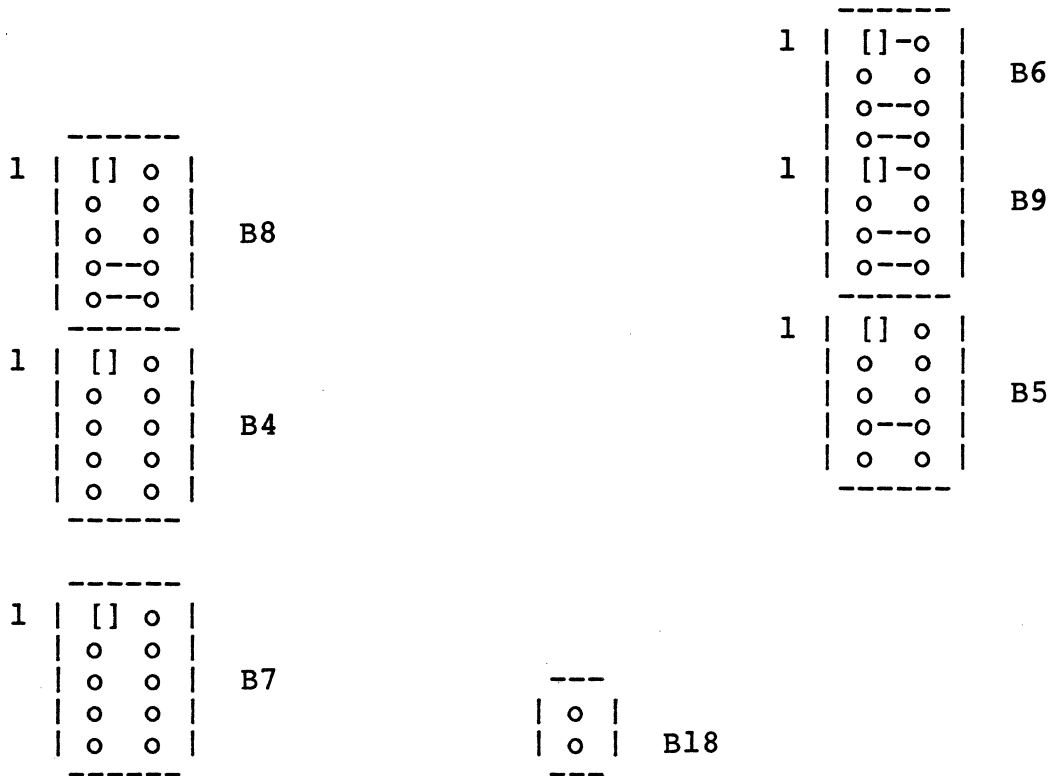 ------
                                                 1  |  []-o  |
                                                    |  o  o  |   B6
                                                    |  o--o  |
    ------                                          |  o--o  |
1  |  []  o  |                                   1  |  []-o  |
   |  o   o  |                                      |  o  o  |   B9
   |  o   o  |   B8                                 |  o--o  |
   |  o---o  |                                      |  o--o  |
   |  o---o  |                                        ------
    ------                                       1  |  [] o  |
1  |  []  o  |                                      |  o  o  |
   |  o   o  |                                      |  o  o  |   B5
   |  o   o  |   B4                                 |  o--o  |
   |  o   o  |                                      |  o  o  |
   |  o   o  |                                        ------
    ------
    ------
1  |  []  o  |
   |  o   o  |
   |  o   o  |   B7                 ---
   |  o   o  |                     | o |
   |  o   o  |                     | o |   B18
    ------                          ---